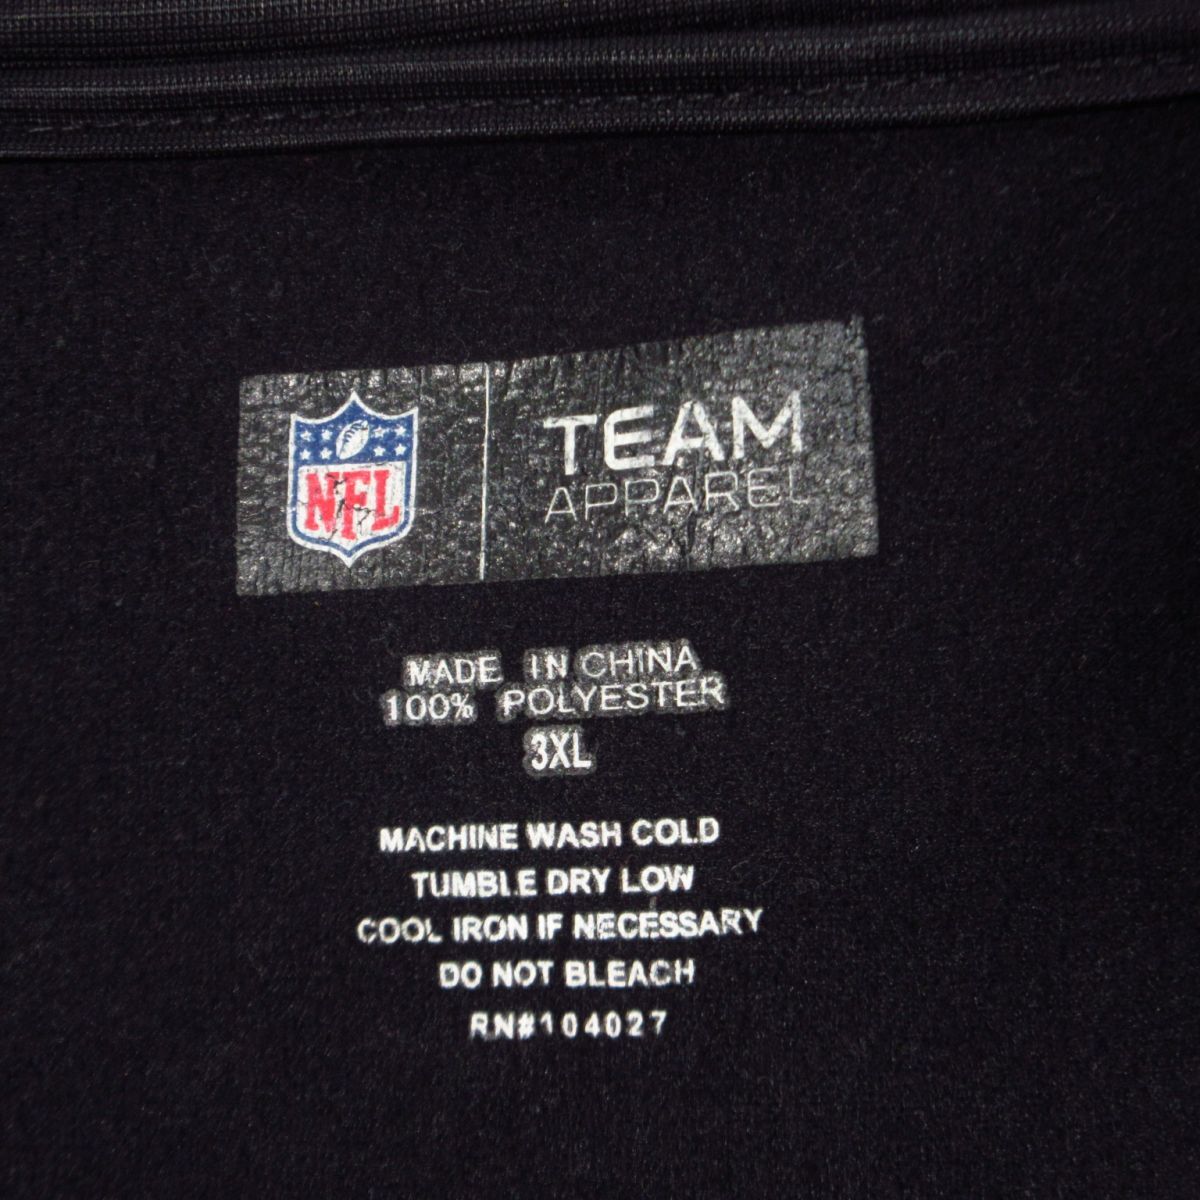 NFL
TEAM
APPAREL
MADE IN CHINA
100% POLYESTER
3XL
MACHINE WASH COLD
TUMBLE DRY LOW
COOL IRON IF NECESSARY
DO NOT BLEACH
RN#104027